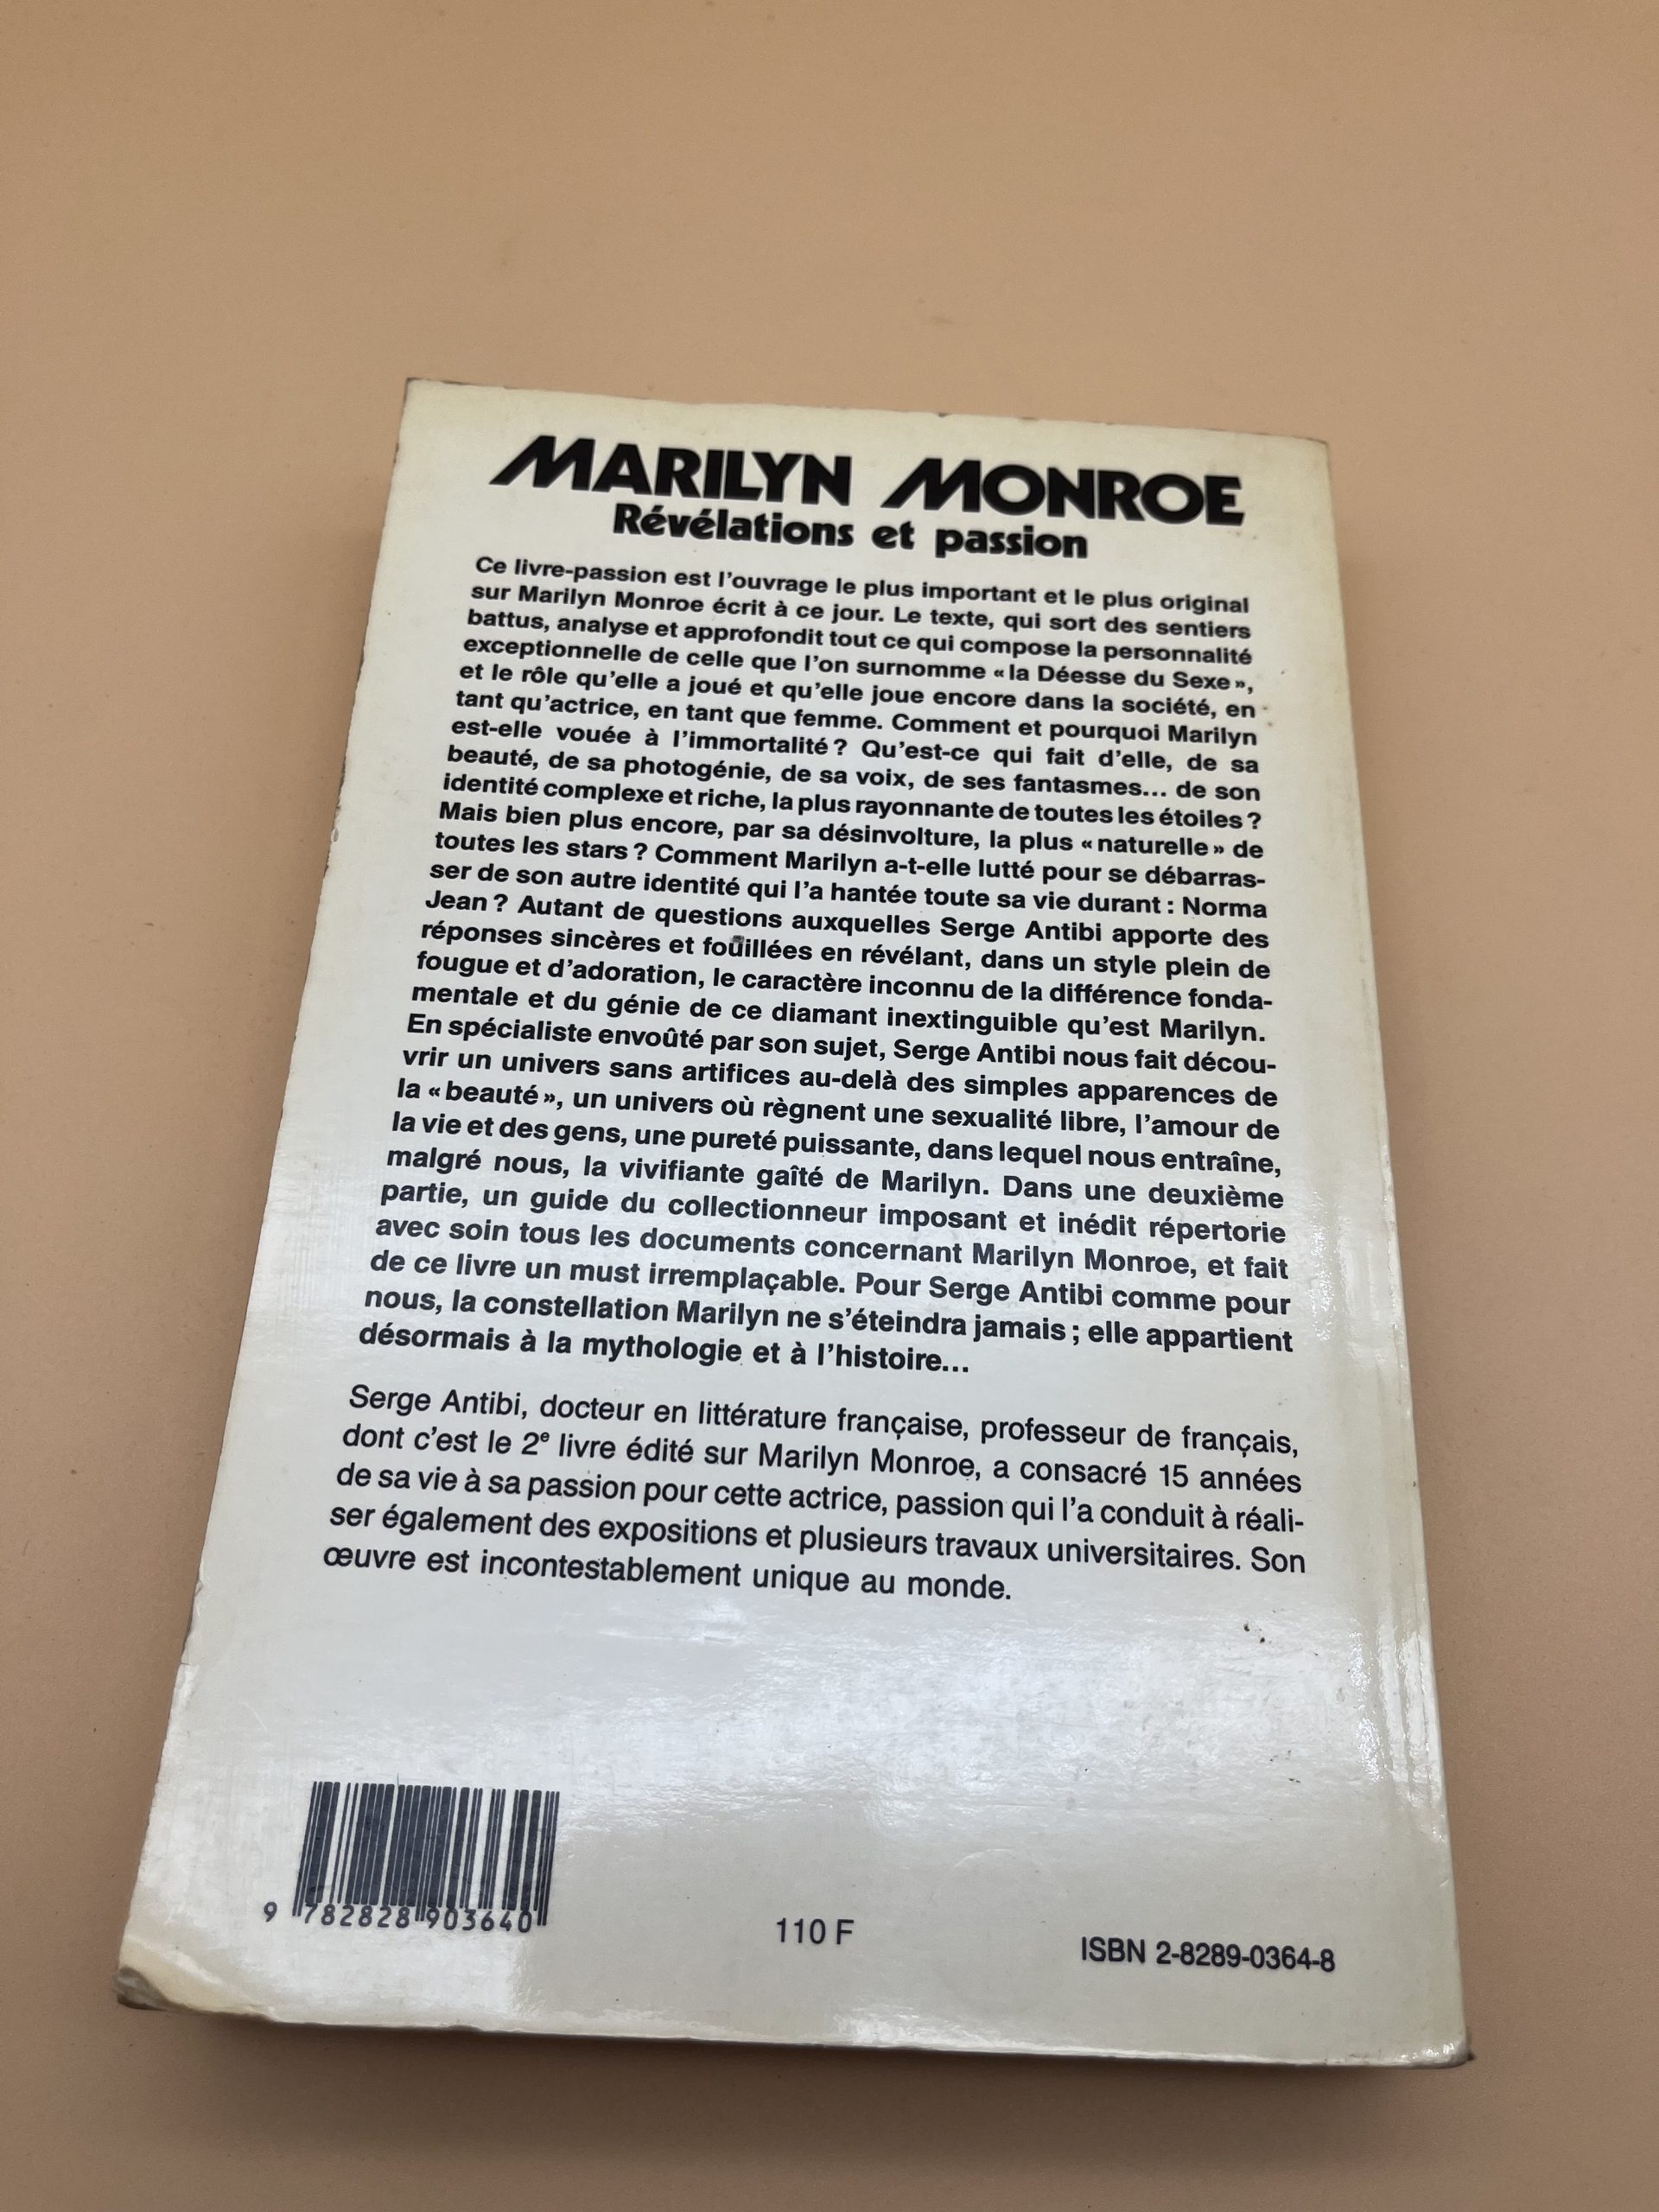 MARILYN MONROE
Révélations et passion
Ce livre-passion est l'ouvrage le plus important et le plus original
sur Marilyn Monroe écrit à ce jour. Le texte, qui sort des sentiers
battus, analyse et approfondit tout ce qui compose la personnalité
exceptionnelle de celle que l'on surnomme «la Déesse du Sexe»,
et le rôle qu'elle a joué et qu'elle joue encore dans la société, en
tant qu'actrice, en tant que femme. Comment et pourquoi Marilyn
est-elle vouée à l'immortalité? Qu'est-ce qui fait d'elle, de sa
beauté, de sa photogénie, de sa voix, de ses fantasmes... de son
identité complexe et riche, la plus rayonnante de toutes les étoiles?
Mais bien plus encore, par sa désinvolture, la plus «naturelle» de
toutes les stars? Comment Marilyn a-t-elle lutté pour se débarras-
ser de son autre identité qui l'a hantée toute sa vie durant: Norma
Jean? Autant de questions auxquelles Serge Antibi apporte des
réponses sincères et fouillées en révélant, dans un style plein de
fougue et d'adoration, le caractère inconnu de la différence fonda-
mentale et du génie de ce diamant inextinguible qu'est Marilyn.
En spécialiste envoûté par son sujet, Serge Antibi nous fait décou-
vrir un univers sans artifices au-delà des simples apparences de
la «beauté», un univers où règnent une sexualité libre, l'amour de
la vie et des gens, une pureté puissante, dans lequel nous entraîne,
malgré nous, la vivifiante gaîté de Marilyn. Dans une deuxième
partie, un guide du collectionneur imposant et inédit répertorie
avec soin tous les documents concernant Marilyn Monroe, et fait
de ce livre un must irremplaçable. Pour Serge Antibi comme pour
nous, la constellation Marilyn ne s'éteindra jamais; elle appartient
désormais à la mythologie et à l'histoire...
Serge Antibi, docteur en littérature française, professeur de français,
dont c'est le 2e livre édité sur Marilyn Monroe, a consacré 15 années
de sa vie à sa passion pour cette actrice, passion qui l'a conduit à réali-
ser également des expositions et plusieurs travaux universitaires. Son
œuvre est incontestablement unique au monde.
9 782828 903640
110 F
ISBN 2-8289-0364-8